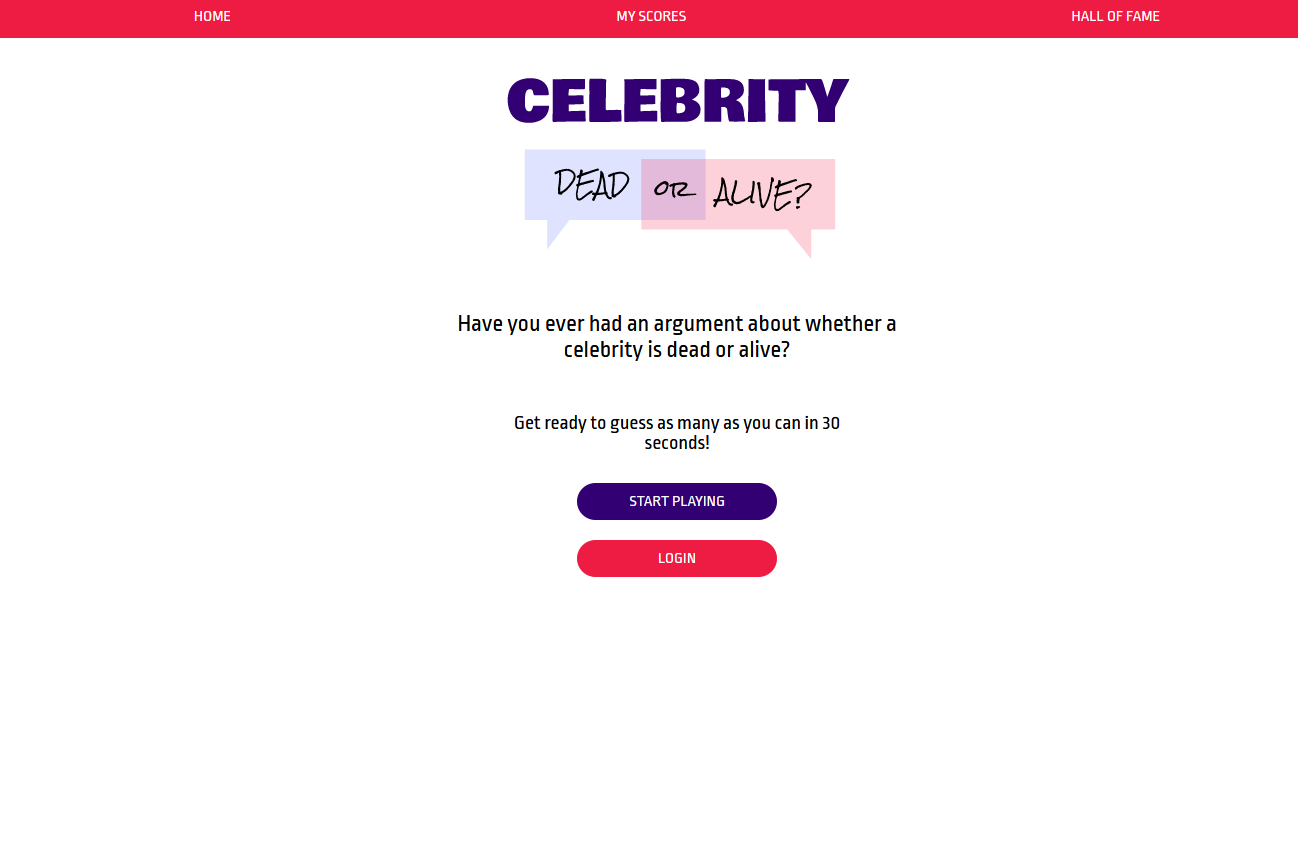 HOME MY SCORES HALL OF FAME
CELEBRITY
DEAD OR ALIVE?
Have you ever had an argument about whether a
celebrity is dead or alive?
Get ready to guess as many as you can in 30
seconds!
START PLAYING
LOGIN